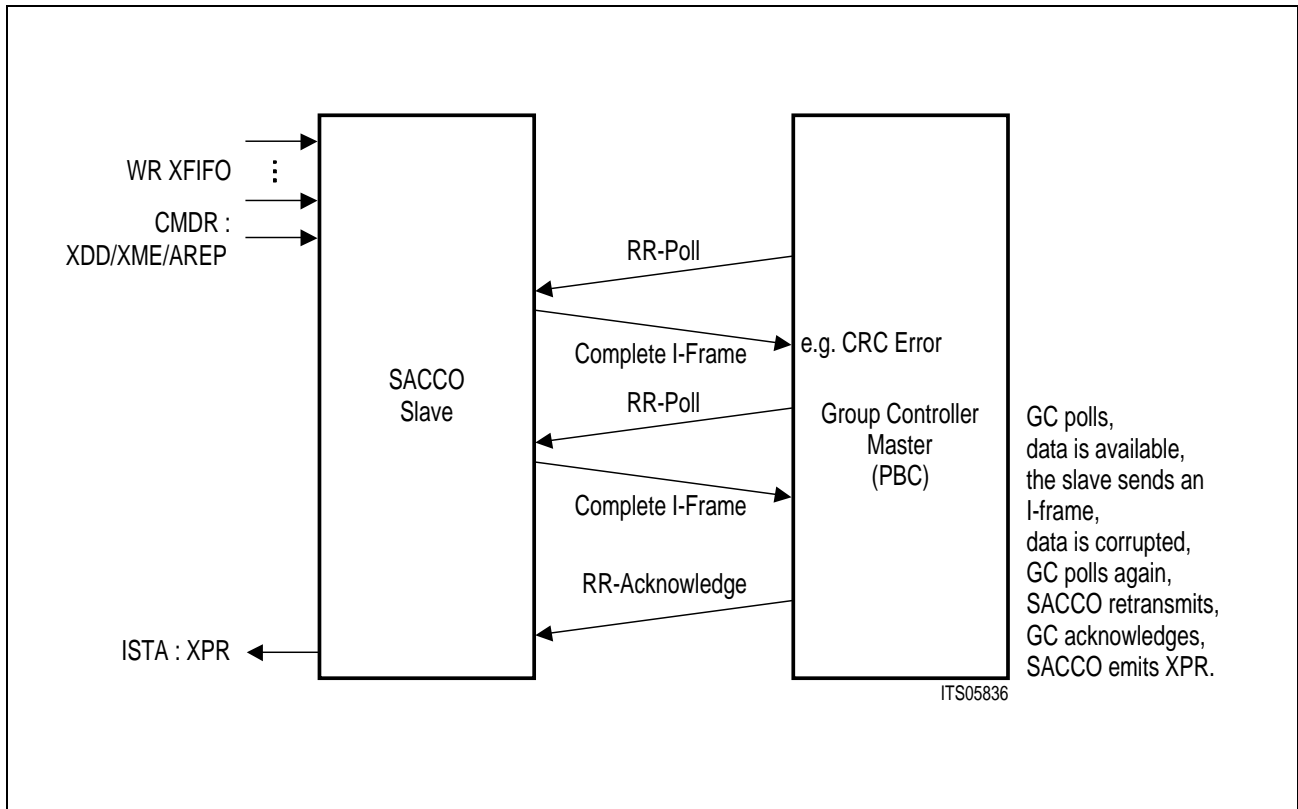 WR XFIFO
CMDR :
XDD/XME/AREP
ISTA : XPR
SACCO
Slave
RR-Poll
Complete I-Frame
RR-Poll
Complete I-Frame
RR-Acknowledge
e.g. CRC Error
Group Controller
Master
(PBC)
GC polls,
data is available,
the slave sends an
I-frame,
data is corrupted,
GC polls again,
SACCO retransmits,
GC acknowledges,
SACCO emits XPR.
ITS05836